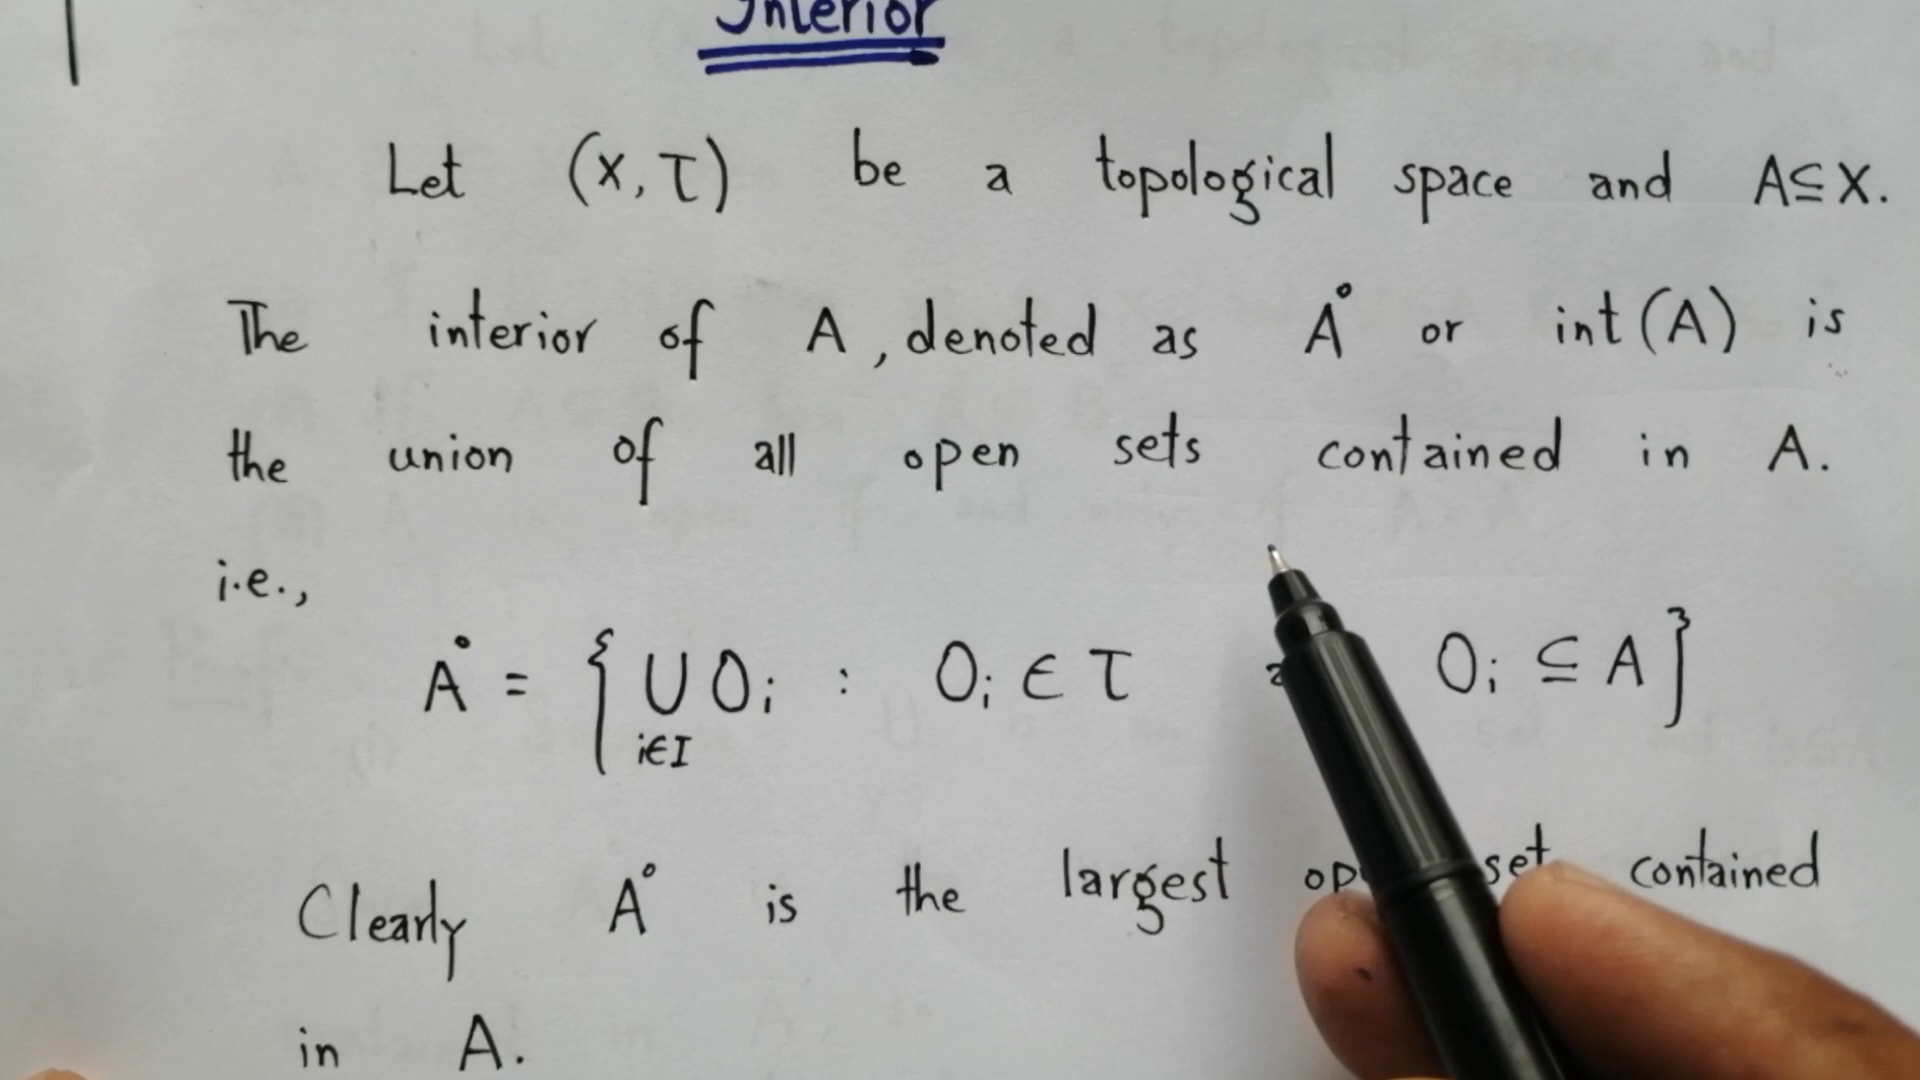 Interior
Let (X, τ) be a topological space and A⊆X.
The interior of A, denoted as Å or int(A) is
the union of all open sets contained in A.
i.e.,
Å = { ∪ Oᵢ : Oᵢ ∈ τ Oᵢ ⊆ A }
i∈I
Clearly Å is the largest set contained
in A.